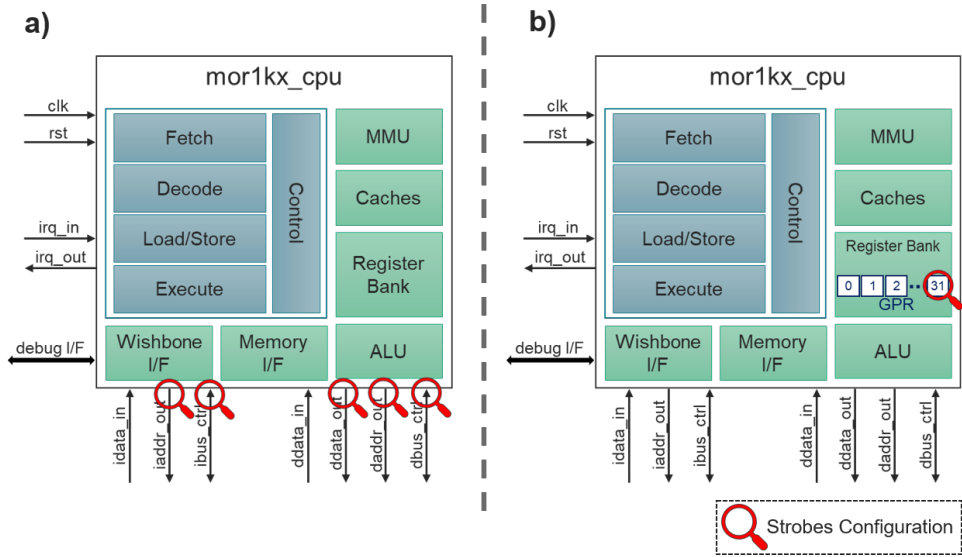 a)
mor1kx_cpu
clk
rst
irq_in
irq_out
debug I/F
Fetch
Decode
Load/Store
Execute
Control
MMU
Caches
Register
Bank
Wishbone
I/F
Memory
I/F
ALU
idata_in
iaddr_out
ibus_ctrl
ddata_in
ddata_out
daddr_out
dbus_ctrl
b)
mor1kx_cpu
clk
rst
irq_in
irq_out
debug I/F
Fetch
Decode
Load/Store
Execute
Control
MMU
Caches
Register Bank
0 1 2 31
GPR
Wishbone
I/F
Memory
I/F
ALU
idata_in
iaddr_out
ibus_ctrl
ddata_in
ddata_out
daddr_out
dbus_ctrl
Strobes Configuration